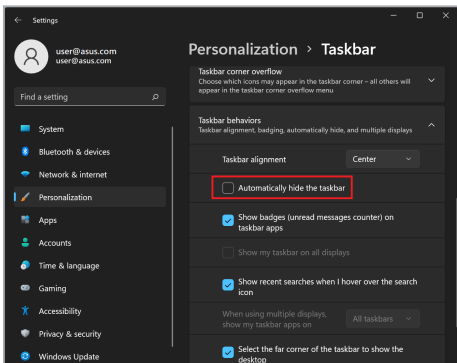 Settings
user@asus.com
user@asus.com
Find a setting
System
Bluetooth & devices
Network & internet
Personalization
Apps
Accounts
Time & language
Gaming
Accessibility
Privacy & security
Windows Update
Personalization > Taskbar
Taskbar corner overflow
Choose which icons may appear in the taskbar corner – all others will
appear in the taskbar corner overflow menu
Taskbar behaviors
Taskbar alignment, badging, automatically hide, and multiple displays
Taskbar alignment
Center
Automatically hide the taskbar
Show badges (unread messages counter) on
taskbar apps
Show my taskbar on all displays
Show recent searches when I hover over the search
icon
When using multiple displays,
show my taskbar apps on
All taskbars
Select the far corner of the taskbar to show the
desktop